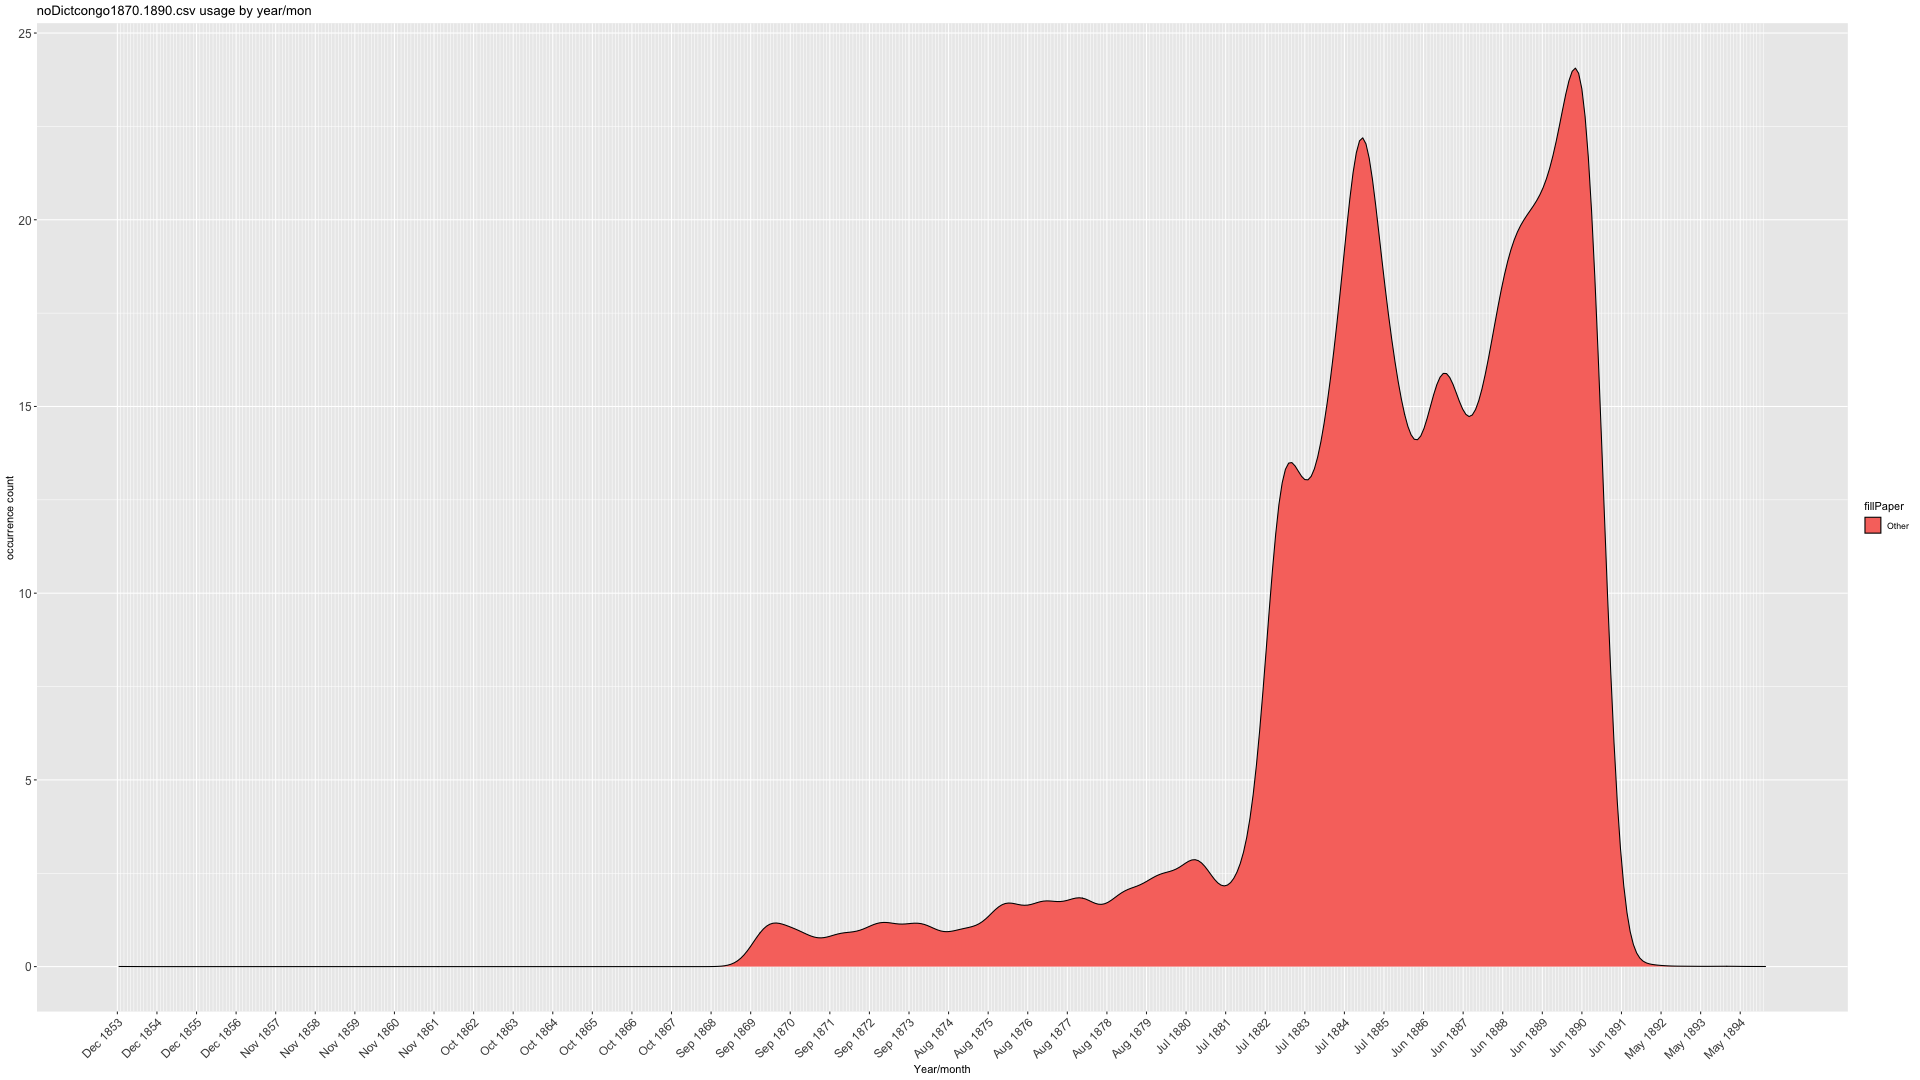 noDictcongo1870.1890.csv usage by year/mon
25
20
15
10
5
0
occurrence count
Dec 1853
Dec 1854
Dec 1855
Dec 1856
Nov 1857
Nov 1858
Nov 1859
Nov 1860
Nov 1861
Oct 1862
Oct 1863
Oct 1864
Oct 1865
Oct 1866
Oct 1867
Sep 1868
Sep 1869
Sep 1870
Sep 1871
Sep 1872
Sep 1873
Aug 1874
Aug 1875
Aug 1876
Aug 1877
Aug 1878
Aug 1879
Jul 1880
Jul 1881
Jul 1882
Jul 1883
Jul 1884
Jul 1885
Jun 1886
Jun 1887
Jun 1888
Jun 1889
Jun 1890
Jun 1891
May 1892
May 1893
May 1894
Year/month
fillPaper
Other